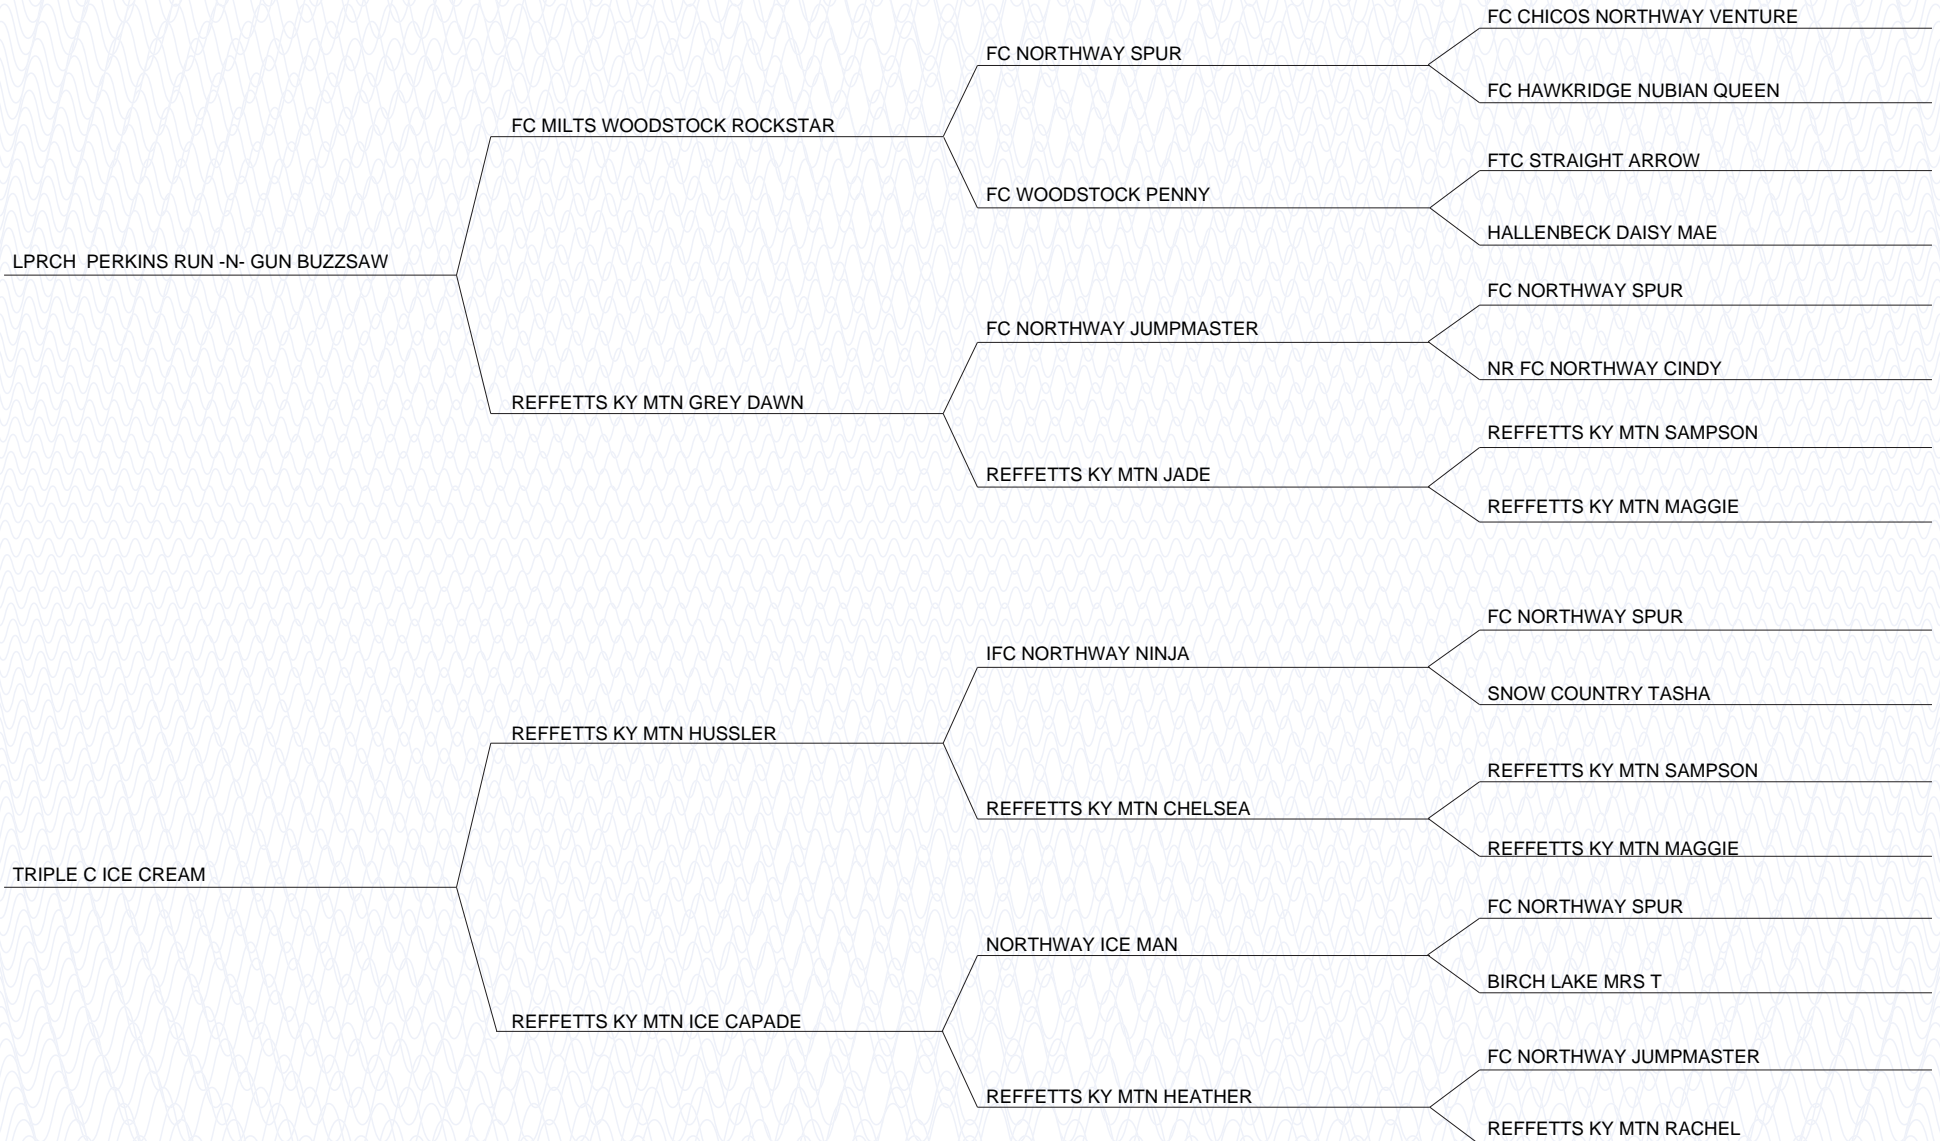 FC CHICOS NORTHWAY VENTURE
FC NORTHWAY SPUR
FC HAWKRIDGE NUBIAN QUEEN
FC MILTS WOODSTOCK ROCKSTAR
FTC STRAIGHT ARROW
FC WOODSTOCK PENNY
HALLENBECK DAISY MAE
LPRCH  PERKINS RUN -N- GUN BUZZSAW
FC NORTHWAY SPUR
FC NORTHWAY JUMPMASTER
NR FC NORTHWAY CINDY
REFFETTS KY MTN GREY DAWN
REFFETTS KY MTN SAMPSON
REFFETTS KY MTN JADE
REFFETTS KY MTN MAGGIE
FC NORTHWAY SPUR
IFC NORTHWAY NINJA
SNOW COUNTRY TASHA
REFFETTS KY MTN HUSSLER
REFFETTS KY MTN SAMPSON
REFFETTS KY MTN CHELSEA
REFFETTS KY MTN MAGGIE
TRIPLE C ICE CREAM
FC NORTHWAY SPUR
NORTHWAY ICE MAN
BIRCH LAKE MRS T
REFFETTS KY MTN ICE CAPADE
FC NORTHWAY JUMPMASTER
REFFETTS KY MTN HEATHER
REFFETTS KY MTN RACHEL